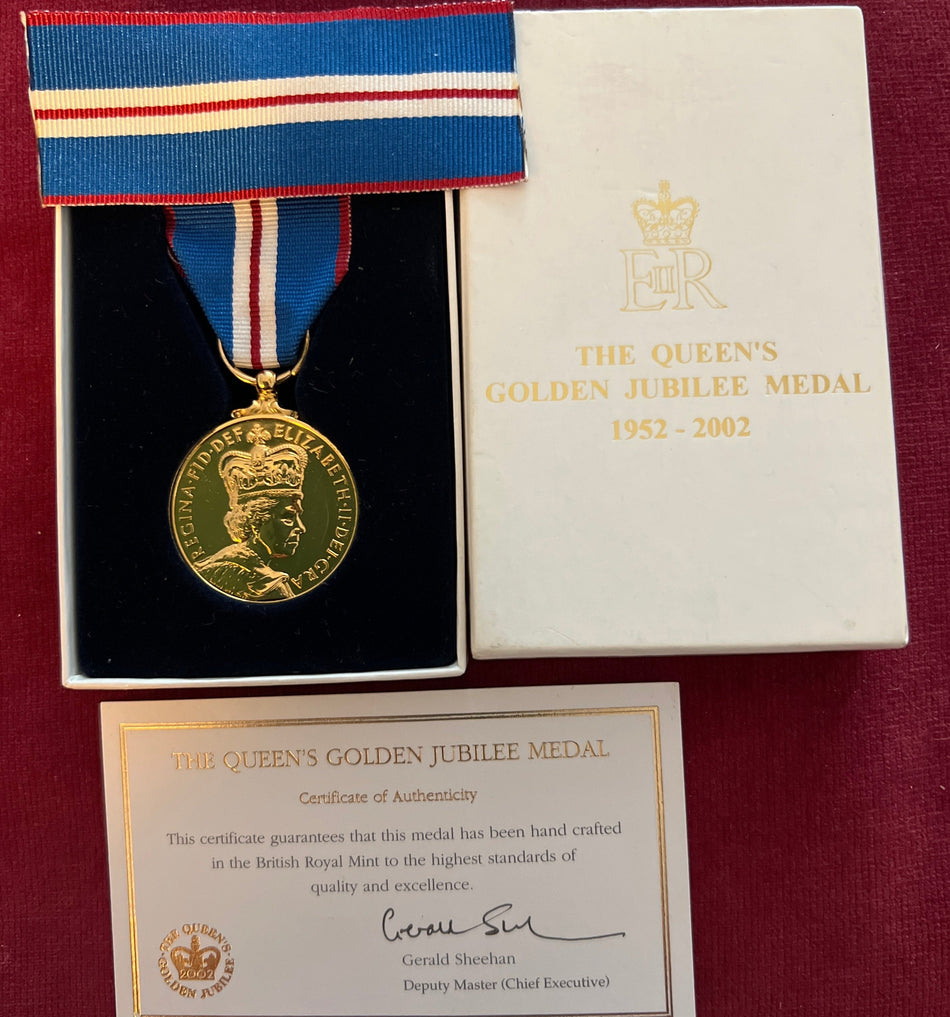 EIIR
THE QUEEN'S
GOLDEN JUBILEE MEDAL
1952 - 2002
ELIZABETH·II·DEI·GRA
REGINA·FID·DEF
THE QUEEN'S GOLDEN JUBILEE MEDAL
Certificate of Authenticity
This certificate guarantees that this medal has been hand crafted
in the British Royal Mint to the highest standards of
quality and excellence.
Gerald Sheehan
Deputy Master (Chief Executive)
THE QUEEN'S
2002
GOLDEN JUBILEE